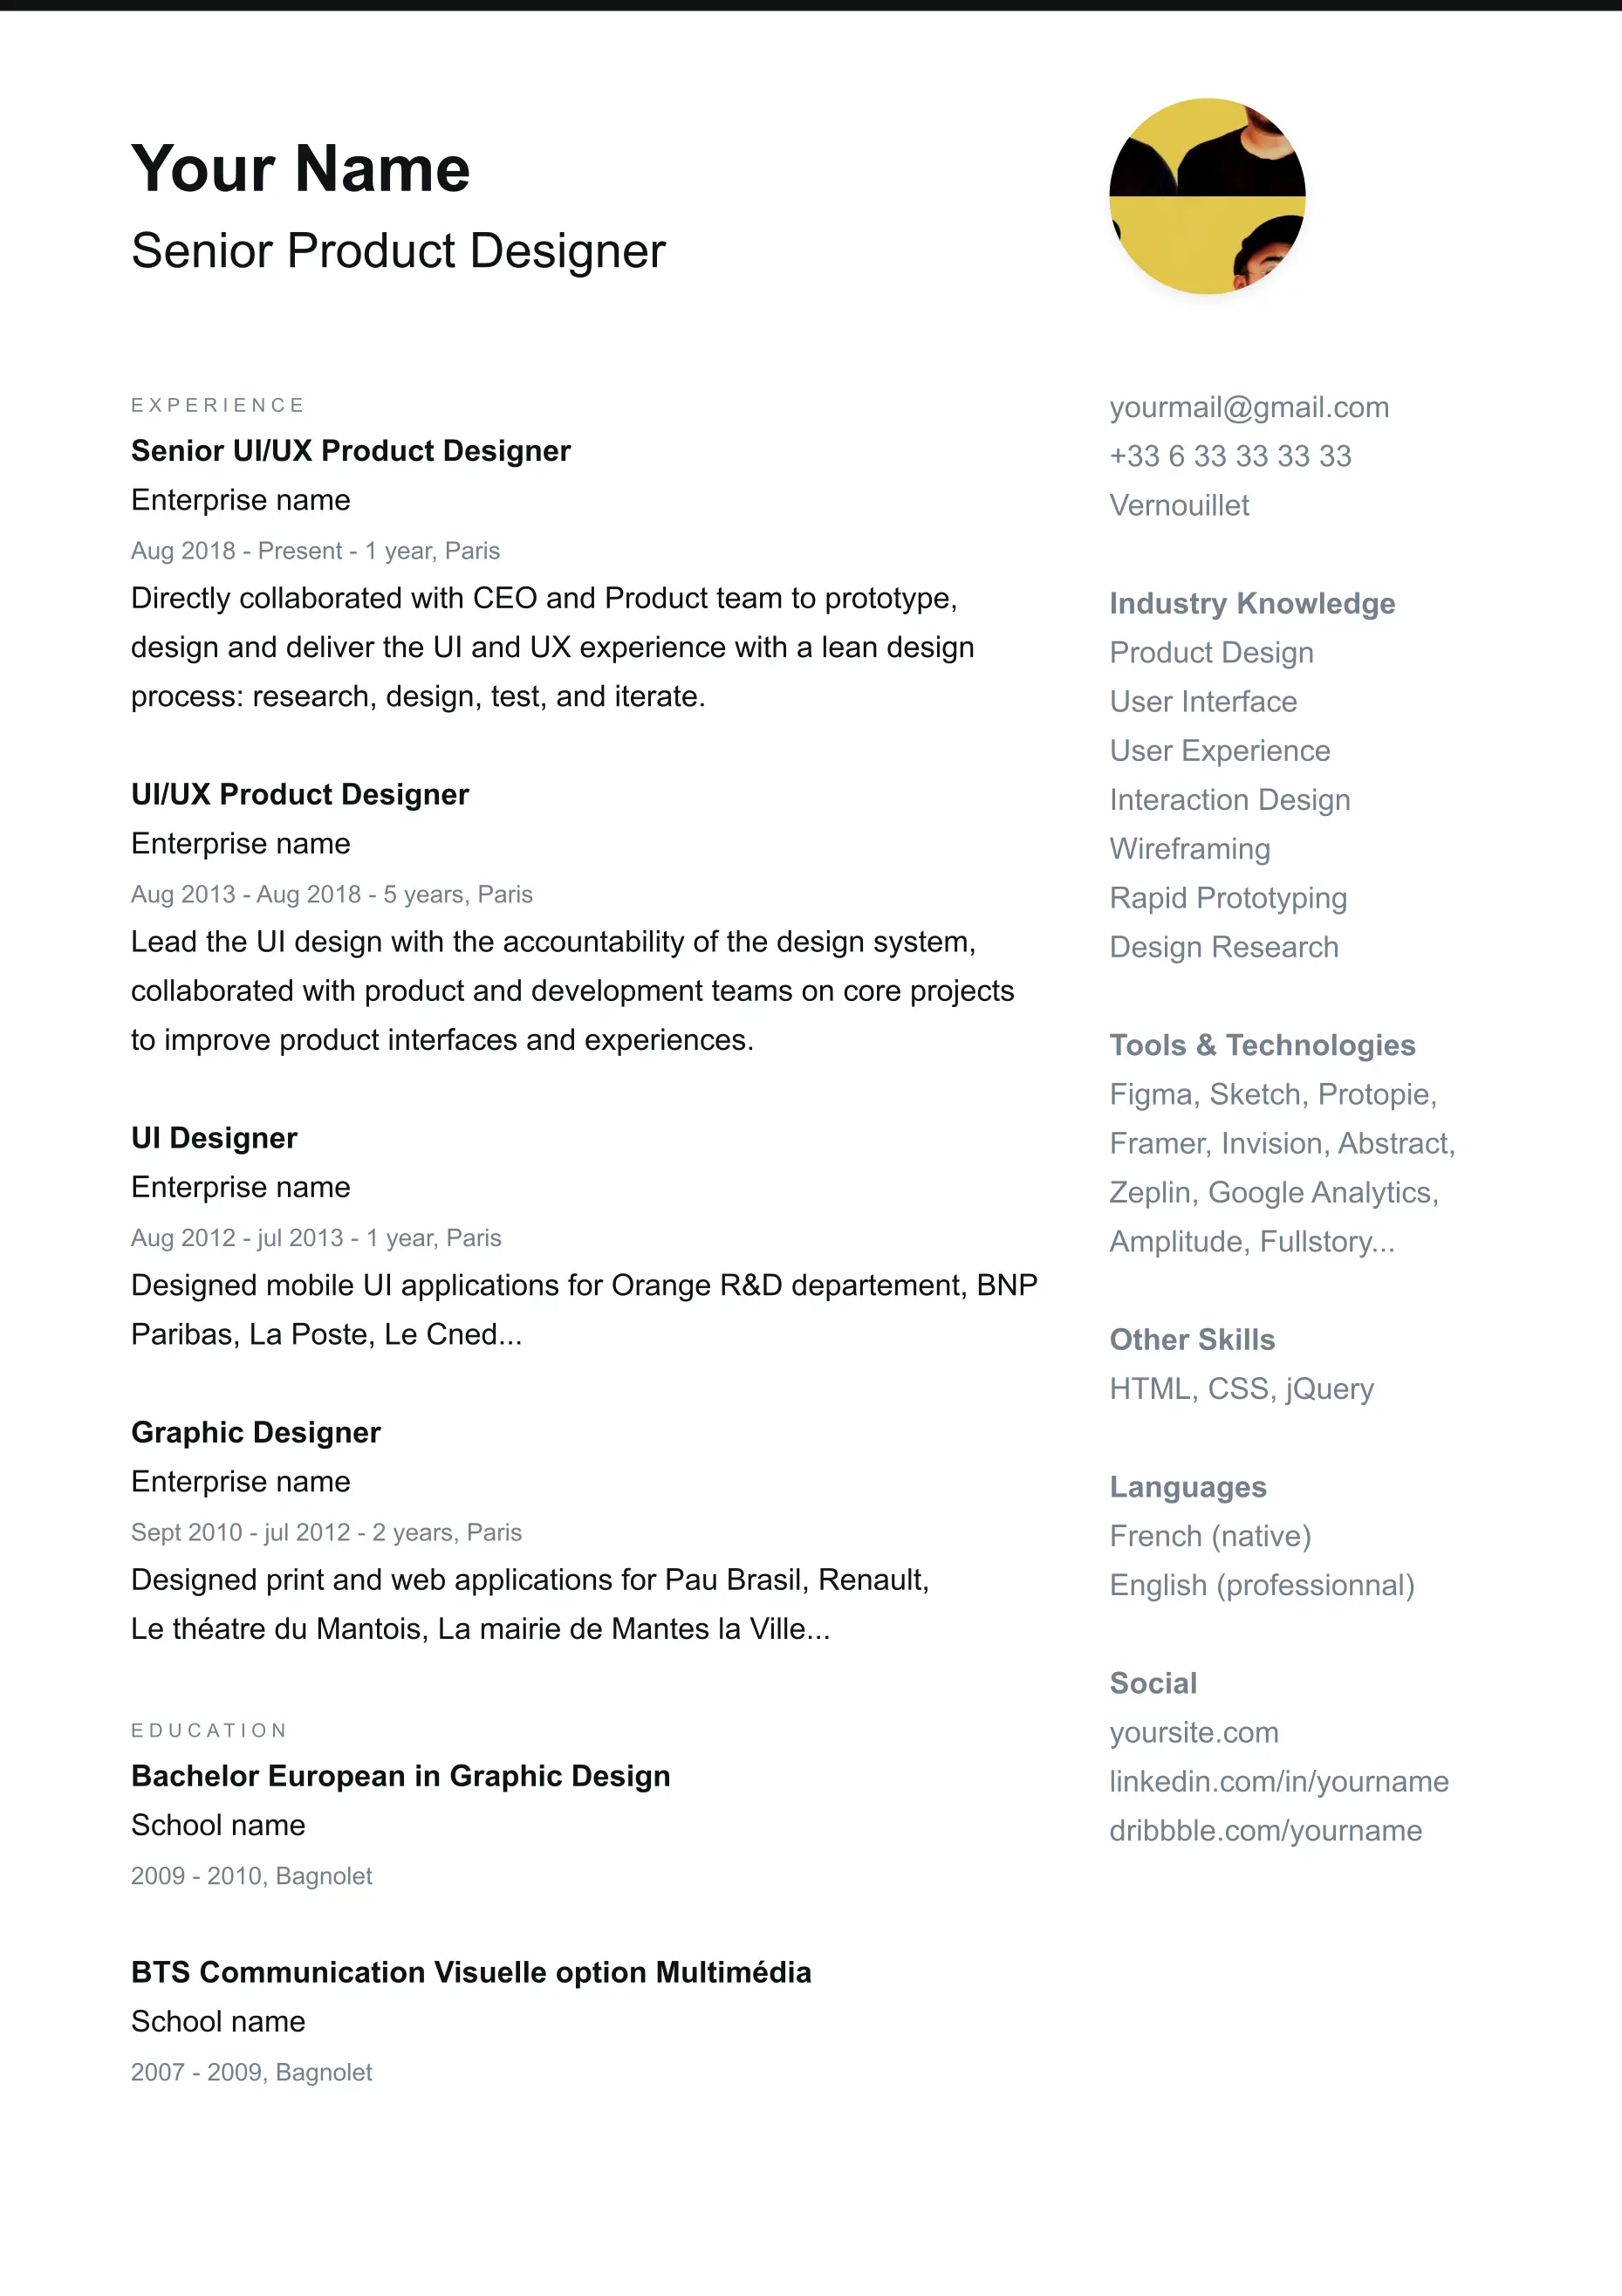 Your Name
Senior Product Designer
EXPERIENCE
Senior UI/UX Product Designer
Enterprise name
Aug 2018 - Present - 1 year, Paris
Directly collaborated with CEO and Product team to prototype,
design and deliver the UI and UX experience with a lean design
process: research, design, test, and iterate.
UI/UX Product Designer
Enterprise name
Aug 2013 - Aug 2018 - 5 years, Paris
Lead the UI design with the accountability of the design system,
collaborated with product and development teams on core projects
to improve product interfaces and experiences.
UI Designer
Enterprise name
Aug 2012 - jul 2013 - 1 year, Paris
Designed mobile UI applications for Orange R&D departement, BNP
Paribas, La Poste, Le Cned...
Graphic Designer
Enterprise name
Sept 2010 - jul 2012 - 2 years, Paris
Designed print and web applications for Pau Brasil, Renault,
Le théatre du Mantois, La mairie de Mantes la Ville...
EDUCATION
Bachelor European in Graphic Design
School name
2009 - 2010, Bagnolet
BTS Communication Visuelle option Multimédia
School name
2007 - 2009, Bagnolet
yourmail@gmail.com
+33 6 33 33 33 33
Vernouillet
Industry Knowledge
Product Design
User Interface
User Experience
Interaction Design
Wireframing
Rapid Prototyping
Design Research
Tools & Technologies
Figma, Sketch, Protopie,
Framer, Invision, Abstract,
Zeplin, Google Analytics,
Amplitude, Fullstory...
Other Skills
HTML, CSS, jQuery
Languages
French (native)
English (professionnal)
Social
yoursite.com
linkedin.com/in/yourname
dribbble.com/yourname